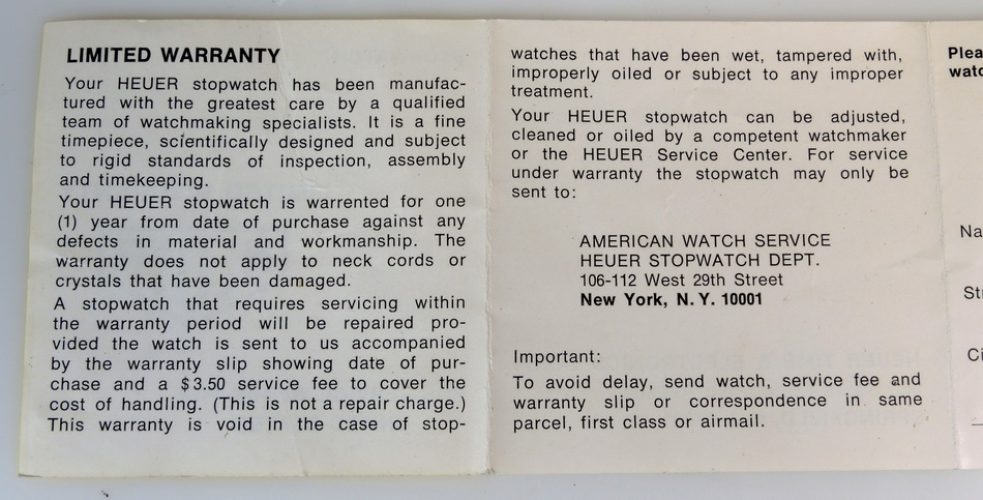 LIMITED WARRANTY
Your HEUER stopwatch has been manufac-
tured with the greatest care by a qualified
team of watchmaking specialists. It is a fine
timepiece, scientifically designed and subject
to rigid standards of inspection, assembly
and timekeeping.
Your HEUER stopwatch is warrented for one
(1) year from date of purchase against any
defects in material and workmanship. The
warranty does not apply to neck cords or
crystals that have been damaged.
A stopwatch that requires servicing within
the warranty period will be repaired pro-
vided the watch is sent to us accompanied
by the warranty slip showing date of pur-
chase and a $3.50 service fee to cover the
cost of handling. (This is not a repair charge.)
This warranty is void in the case of stop-
watches that have been wet, tampered with,
improperly oiled or subject to any improper
treatment.
Your HEUER stopwatch can be adjusted,
cleaned or oiled by a competent watchmaker
or the HEUER Service Center. For service
under warranty the stopwatch may only be
sent to:
AMERICAN WATCH SERVICE
HEUER STOPWATCH DEPT.
106-112 West 29th Street
New York, N.Y. 10001
Important:
To avoid delay, send watch, service fee and
warranty slip or correspondence in same
parcel, first class or airmail.